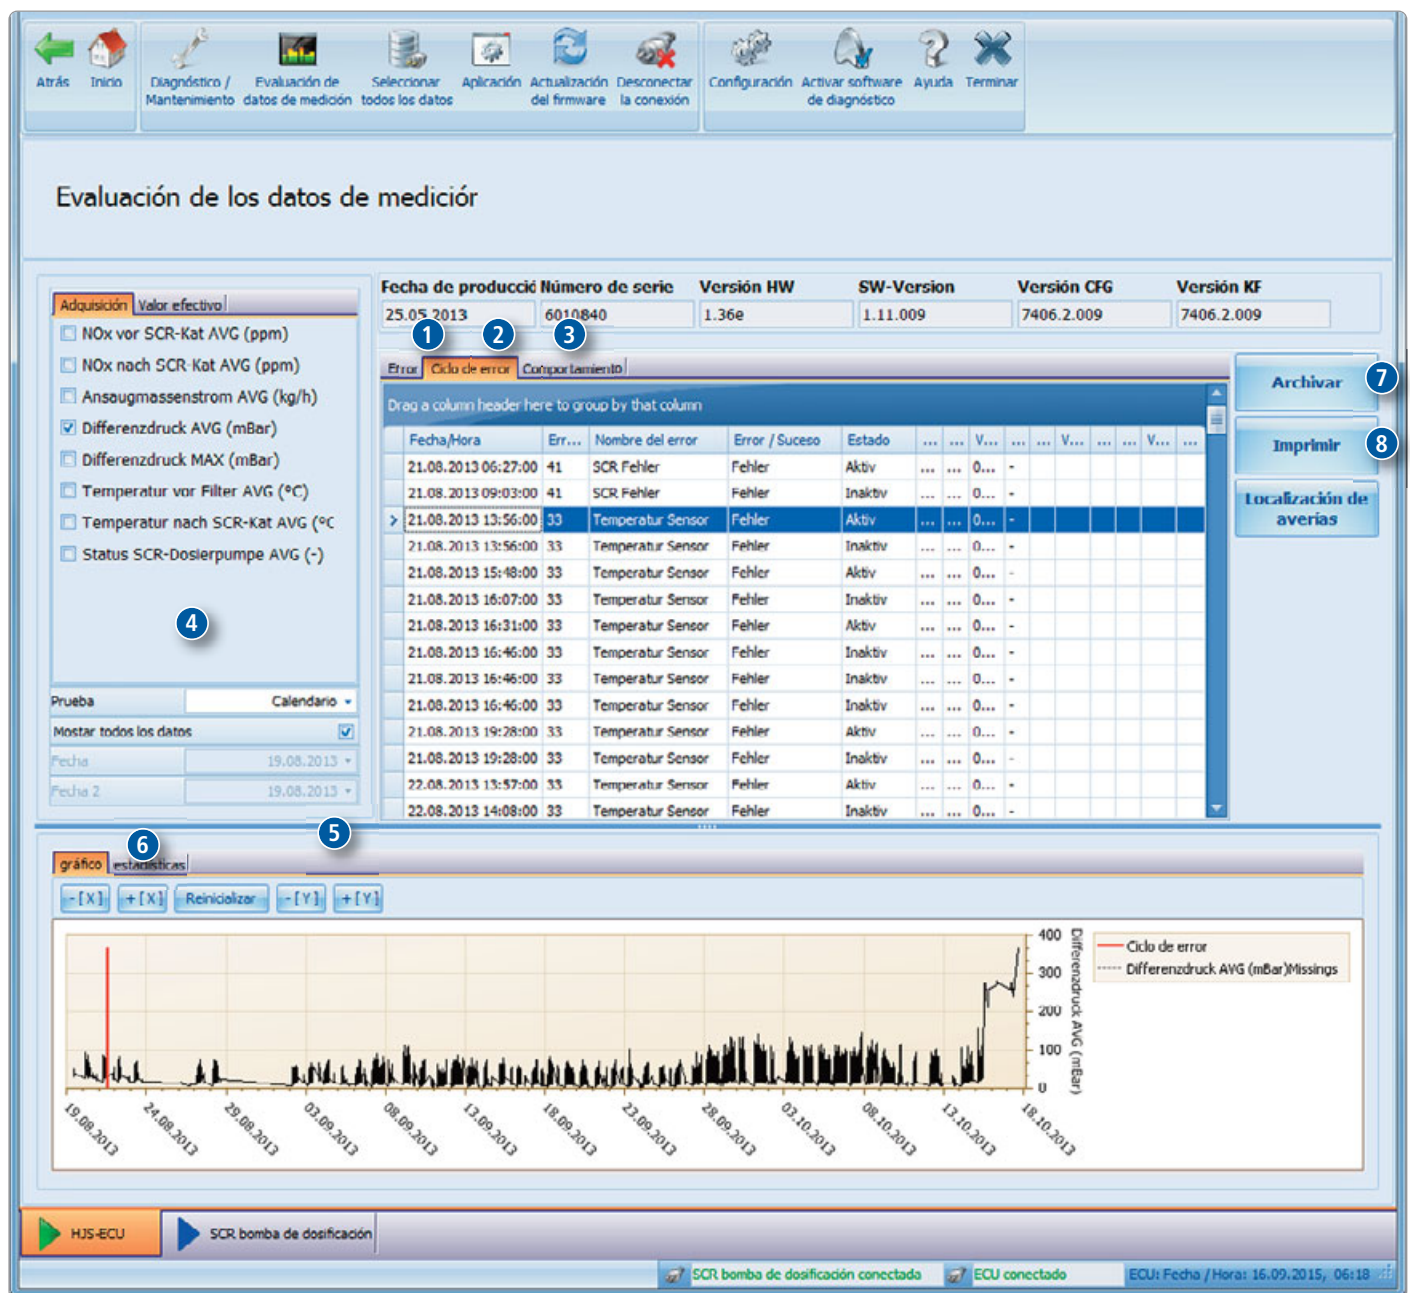 Atrás Inicio Diagnóstico / Evaluación de Seleccionar Aplicación Actualización Desconectar Configuración Activar software Ayuda Terminar
Mantenimiento datos de medición todos los datos del firmware la conexión de diagnóstico
Evaluación de los datos de mediciór
Fecha de producció Número de serie Versión HW SW-Version Versión CFG Versión KF
25.05.2013 6010840 1.36e 1.11.009 7406.2.009 7406.2.009
Adquisición Valor efectivo
NOx vor SCR-Kat AVG (ppm)
NOx nach SCR-Kat AVG (ppm)
Ansaugmassenstrom AVG (kg/h)
Differenzdruck AVG (mBar)
Differenzdruck MAX (mBar)
Temperatur vor Filter AVG (°C)
Temperatur nach SCR-Kat AVG (°C
Status SCR-Dosierpumpe AVG (-)
4
Prueba Calendario
Mostar todos los datos
Fecha 19.08.2013
Fecha 2 19.08.2013
5
1 2 3
Error Ciclo de error Comportamiento
Drag a column header here to group by that column
Fecha/Hora Err... Nombre del error Error / Suceso Estado ... ... V... ... ... V... ... ... V... ...
21.08.2013 06:27:00 41 SCR Fehler Fehler Aktiv ... ... 0... -
21.08.2013 09:03:00 41 SCR Fehler Fehler Inaktiv ... ... 0... -
21.08.2013 13:56:00 33 Temperatur Sensor Fehler Aktiv ... ... 0... -
21.08.2013 13:56:00 33 Temperatur Sensor Fehler Inaktiv ... ... 0... -
21.08.2013 15:48:00 33 Temperatur Sensor Fehler Aktiv ... ... 0... -
21.08.2013 16:07:00 33 Temperatur Sensor Fehler Inaktiv ... ... 0... -
21.08.2013 16:31:00 33 Temperatur Sensor Fehler Aktiv ... ... 0... -
21.08.2013 16:46:00 33 Temperatur Sensor Fehler Inaktiv ... ... 0... -
21.08.2013 16:46:00 33 Temperatur Sensor Fehler Inaktiv ... ... 0... -
21.08.2013 16:46:00 33 Temperatur Sensor Fehler Inaktiv ... ... 0... -
21.08.2013 19:28:00 33 Temperatur Sensor Fehler Aktiv ... ... 0... -
21.08.2013 19:28:00 33 Temperatur Sensor Fehler Inaktiv ... ... 0... -
22.08.2013 13:57:00 33 Temperatur Sensor Fehler Aktiv ... ... 0... -
22.08.2013 14:08:00 33 Temperatur Sensor Fehler Inaktiv ... ... 0... -
Archivar 7
Imprimir 8
Localización de
averías
6
gráfico estadísticas
-[X] +[X] Reinicializar -[Y] +[Y]
400
300
200
100
0
Differenzdruck AVG (mBar)
Ciclo de error
Differenzdruck AVG (mBar)Missings
19.08.2013 24.08.2013 29.08.2013 03.09.2013 08.09.2013 13.09.2013 18.09.2013 23.09.2013 28.09.2013 03.10.2013 08.10.2013 13.10.2013 18.10.2013
HJS-ECU SCR bomba de dosificación
SCR bomba de dosificación conectada ECU conectado ECU: Fecha /Hora: 16.09.2015, 06:18